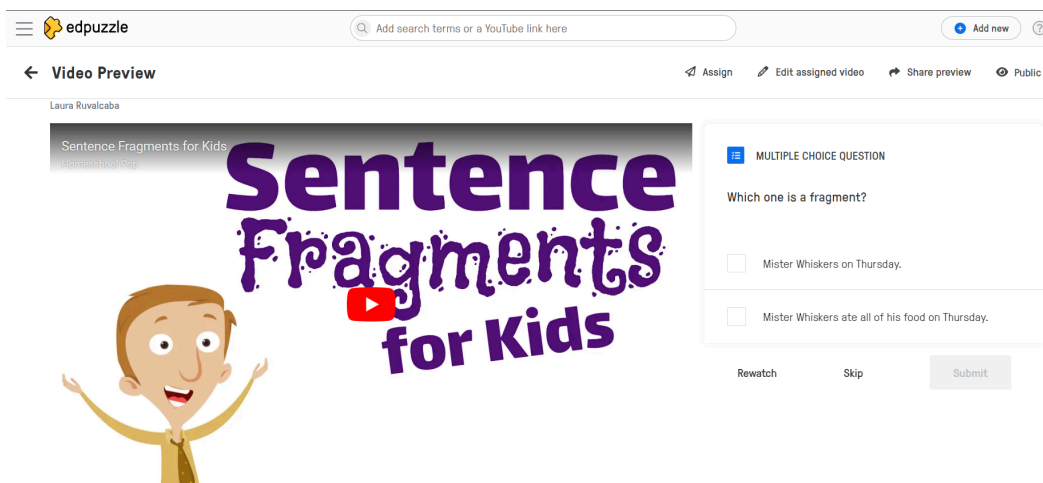 edpuzzle
Add search terms or a YouTube link here
Add new
?
Video Preview
Assign
Edit assigned video
Share preview
Public
Laura Ruvalcaba
Sentence Fragments for Kids
Homeschool Pop
Sentence
Fragments
for Kids
MULTIPLE CHOICE QUESTION
Which one is a fragment?
Mister Whiskers on Thursday.
Mister Whiskers ate all of his food on Thursday.
Rewatch
Skip
Submit